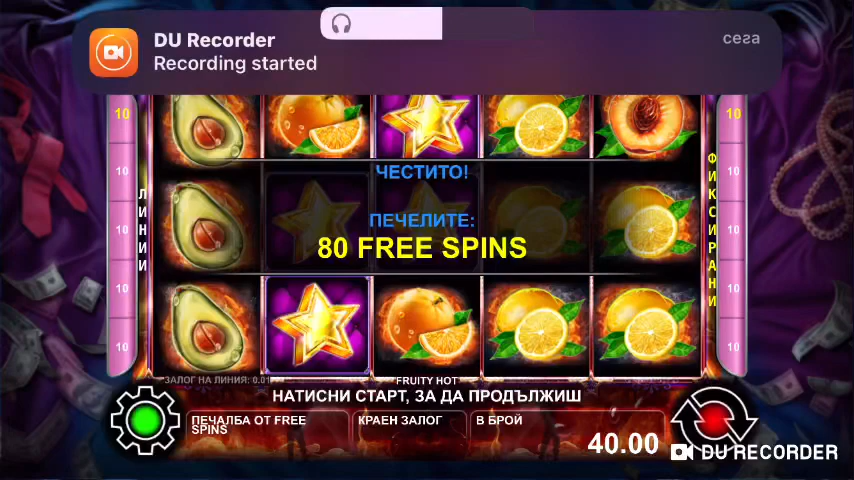 DU Recorder
сега
Recording started
10
10
10
10
10
10
10
10
10
10
ЛИНИИ
ФИКСИРАНИ
ЧЕСТИТО!
ПЕЧЕЛИТЕ:
80 FREE SPINS
ЗАЛОГ НА ЛИНИЯ: 0.01
FRUITY HOT
НАТИСНИ СТАРТ, ЗА ДА ПРОДЪЛЖИШ
ПЕЧАЛБА ОТ FREE
SPINS
КРАЕН ЗАЛОГ
В БРОЙ
40.00
DU RECORDER